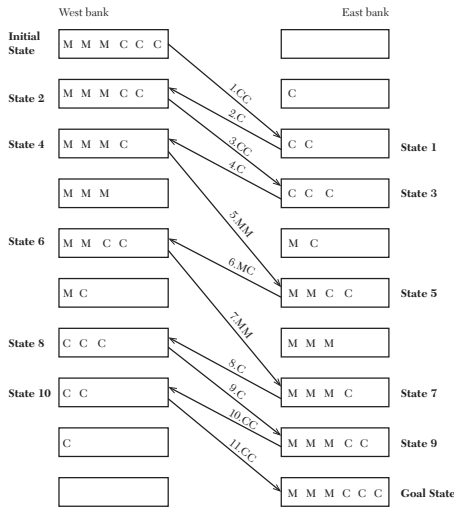 West bank East bank
Initial
State M M M C C C
1.CC
State 2 M M M C C C
2.C
3.CC
State 4 M M M C C C State 1
4.C
M M M C C C State 3
5.MM
State 6 M M C C M C
6.MC
M C M M C C State 5
7.MM
State 8 C C C M M M
8.C
9.C
State 10 C C M M M C State 7
10.CC
C M M M C C State 9
11.CC
M M M C C C Goal State